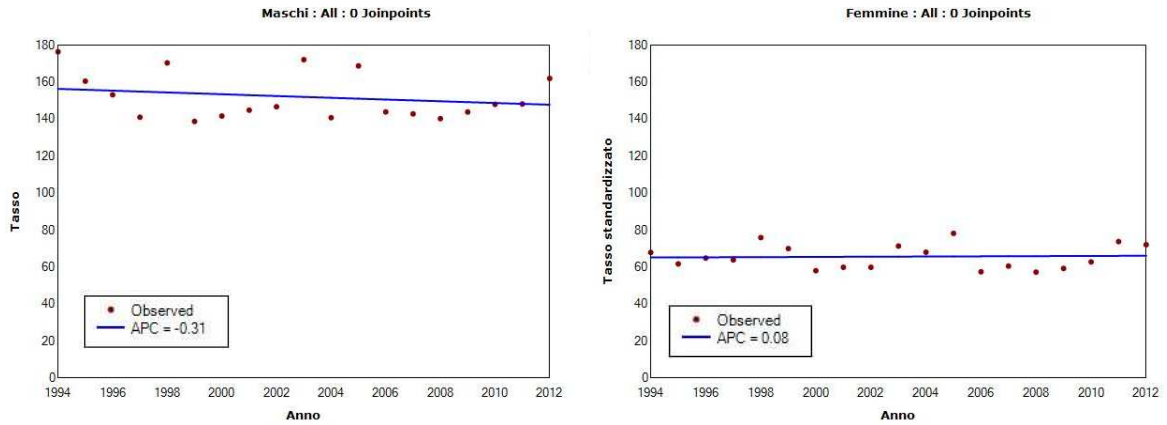 Maschi : All : 0 Joinpoints
180
160
140
120
100
80
60
40
20
0
Tasso
Observed
APC = -0.31
1994 1996 1998 2000 2002 2004 2006 2008 2010 2012
Anno
Femmine : All : 0 Joinpoints
180
160
140
120
100
80
60
40
20
0
Tasso standardizzato
Observed
APC = 0.08
1994 1996 1998 2000 2002 2004 2006 2008 2010 2012
Anno